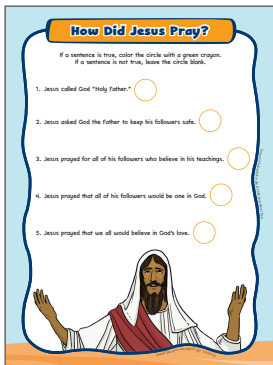 How Did Jesus Pray?
If a sentence is true, color the circle with a green crayon.
If a sentence is not true, leave the circle blank.
1. Jesus called God "Holy Father."
2. Jesus asked God the Father to keep his followers safe.
3. Jesus prayed for all of his followers who believe in his teachings.
4. Jesus prayed that all of his followers would be one in God.
5. Jesus prayed that we all would believe in God's love.